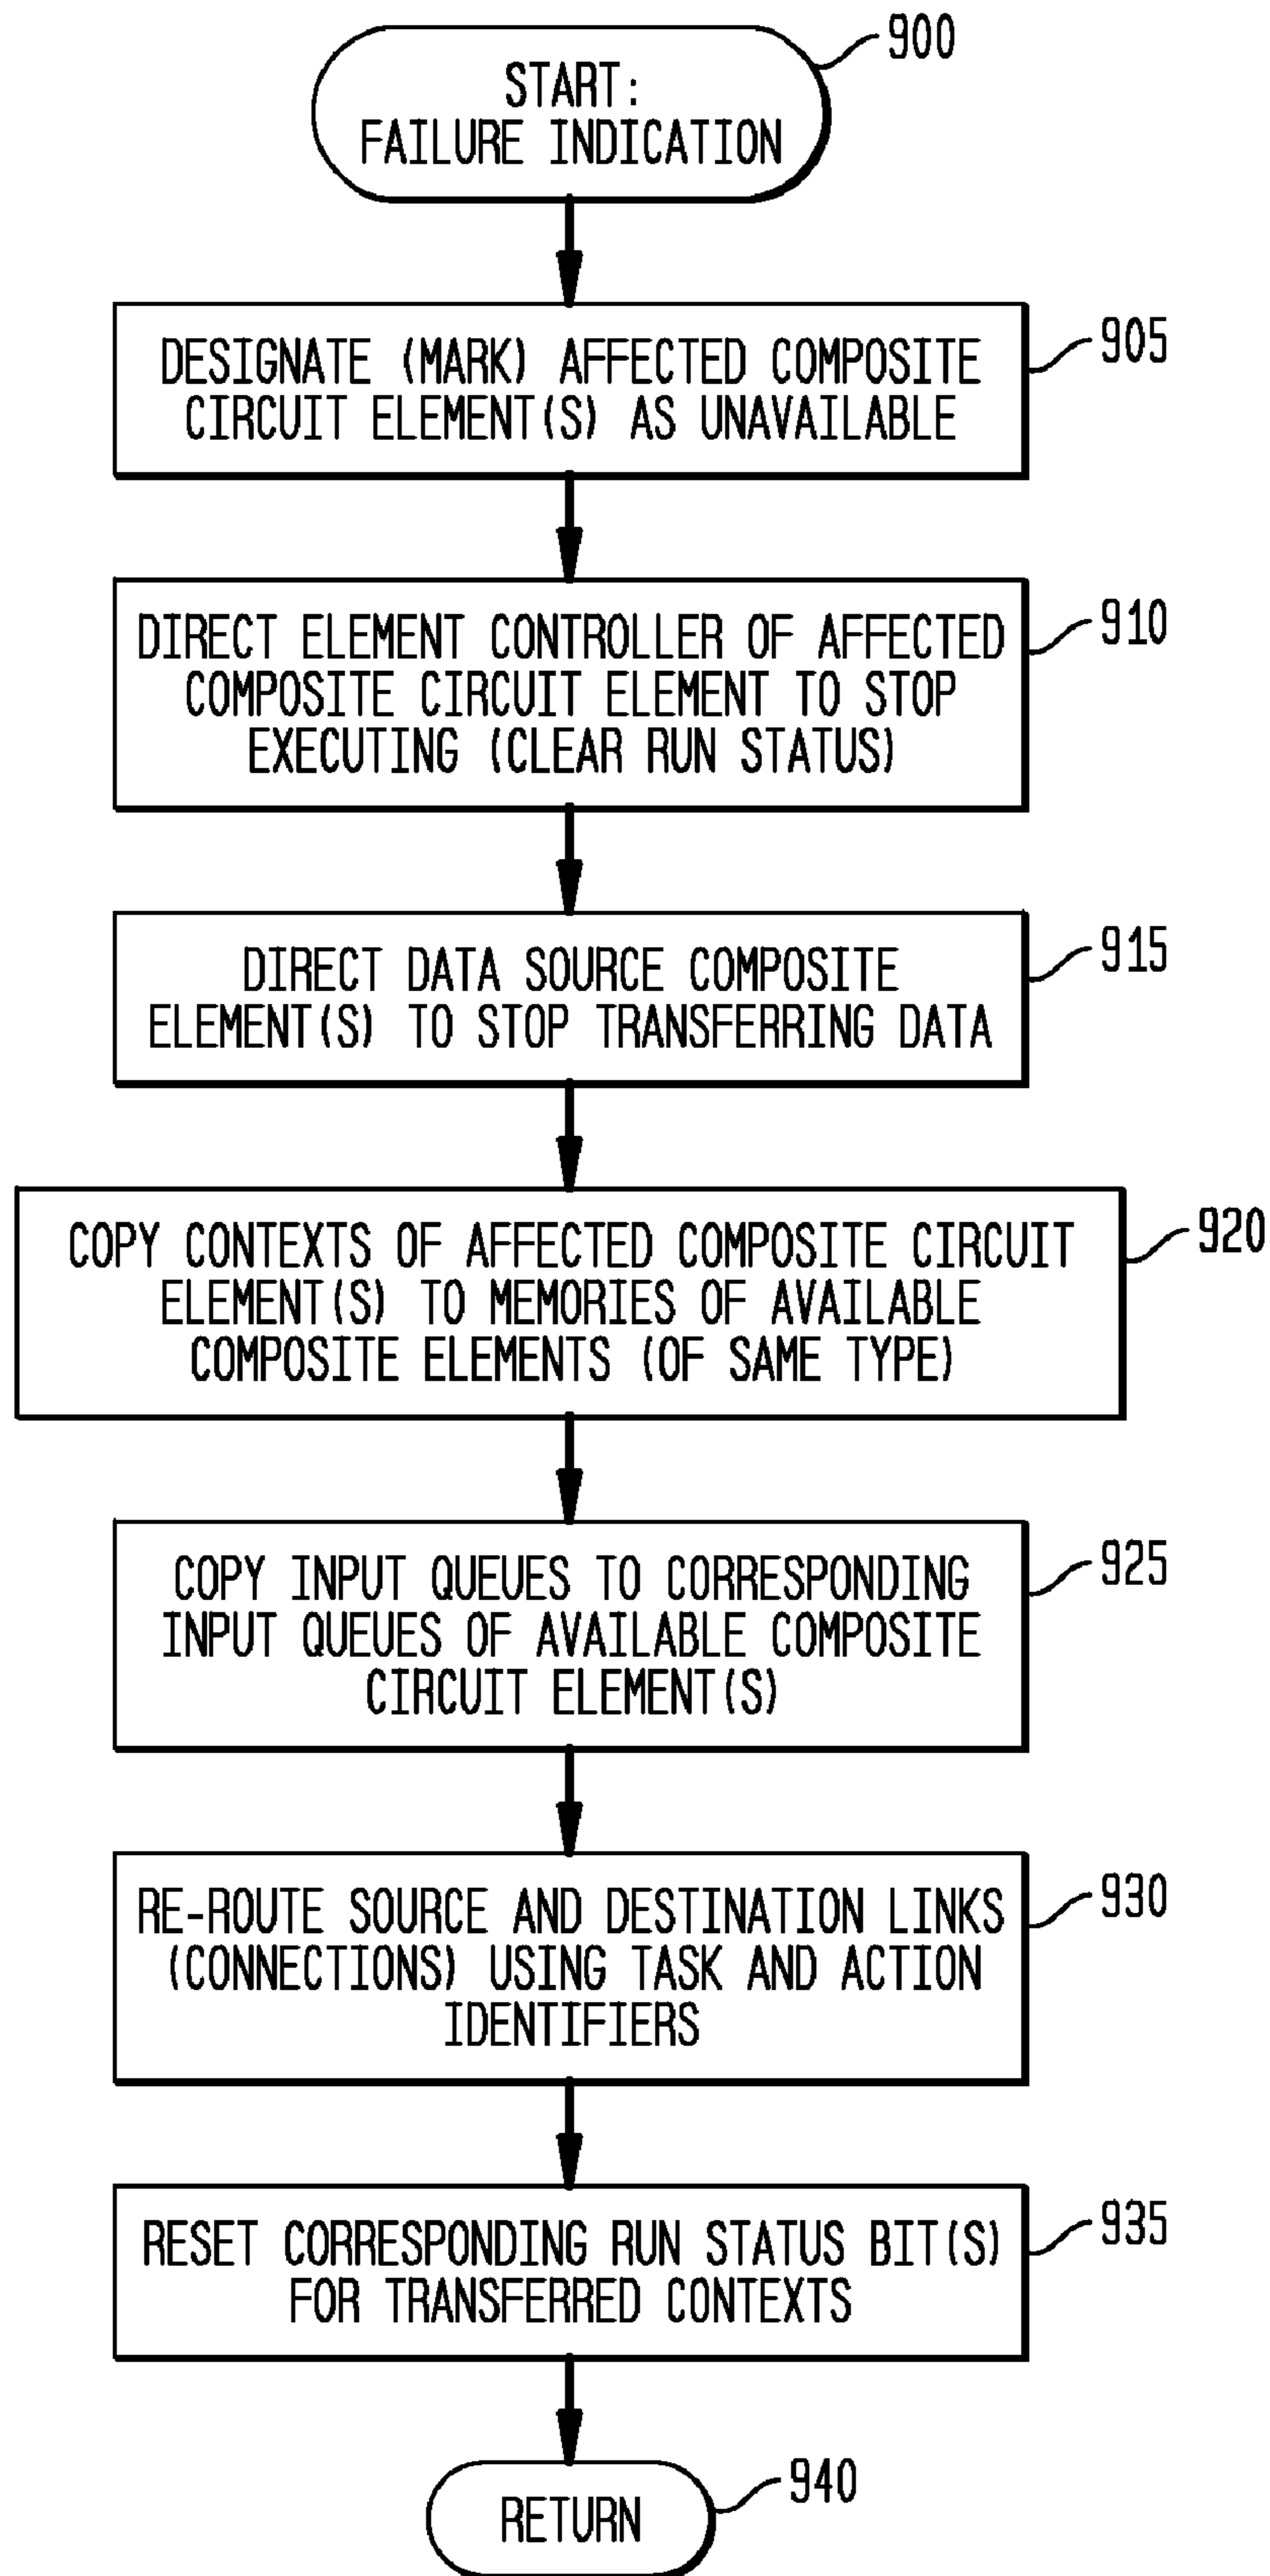 900
START:
FAILURE INDICATION
905
DESIGNATE (MARK) AFFECTED COMPOSITE
CIRCUIT ELEMENT(S) AS UNAVAILABLE
910
DIRECT ELEMENT CONTROLLER OF AFFECTED
COMPOSITE CIRCUIT ELEMENT TO STOP
EXECUTING (CLEAR RUN STATUS)
915
DIRECT DATA SOURCE COMPOSITE
ELEMENT(S) TO STOP TRANSFERRING DATA
920
COPY CONTEXTS OF AFFECTED COMPOSITE CIRCUIT
ELEMENT(S) TO MEMORIES OF AVAILABLE
COMPOSITE ELEMENTS (OF SAME TYPE)
925
COPY INPUT QUEUES TO CORRESPONDING
INPUT QUEUES OF AVAILABLE COMPOSITE
CIRCUIT ELEMENT(S)
930
RE-ROUTE SOURCE AND DESTINATION LINKS
(CONNECTIONS) USING TASK AND ACTION
IDENTIFIERS
935
RESET CORRESPONDING RUN STATUS BIT(S)
FOR TRANSFERRED CONTEXTS
940
RETURN